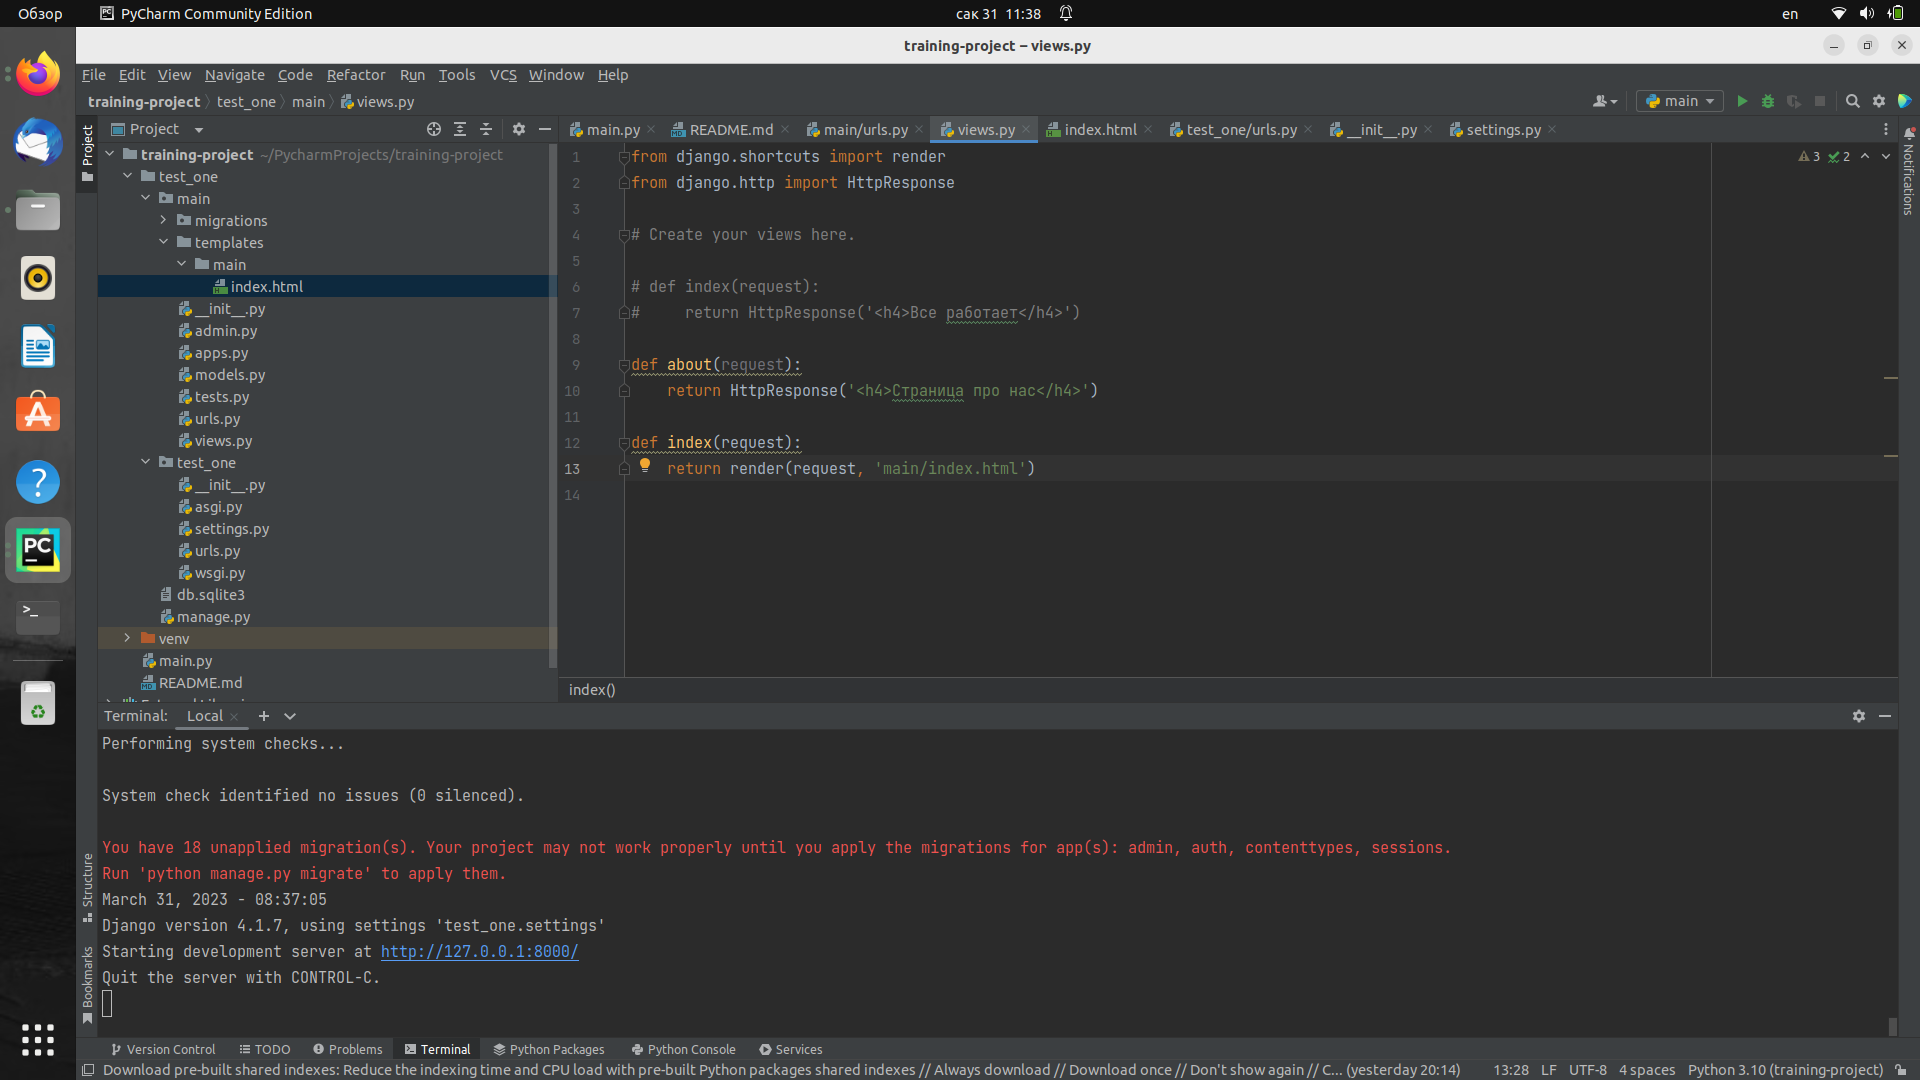 Обзор
PyCharm Community Edition
сак 31 11:38
en
training-project – views.py
File Edit View Navigate Code Refactor Run Tools VCS Window Help
training-project test_one main views.py
main
Project
Project
main.py README.md main/urls.py views.py index.html test_one/urls.py __init__.py settings.py
Notifications
training-project ~/PycharmProjects/training-project
test_one
main
migrations
templates
main
index.html
__init__.py
admin.py
apps.py
models.py
tests.py
urls.py
views.py
test_one
__init__.py
asgi.py
settings.py
urls.py
wsgi.py
db.sqlite3
manage.py
venv
main.py
README.md
3 2
1 from django.shortcuts import render
2 from django.http import HttpResponse
3
4 # Create your views here.
5
6 # def index(request):
7 #     return HttpResponse('<h4>Все работает</h4>')
8
9 def about(request):
10     return HttpResponse('<h4>Страница про нас</h4>')
11
12 def index(request):
13     return render(request, 'main/index.html')
14
index()
Terminal: Local
Performing system checks...
System check identified no issues (0 silenced).
You have 18 unapplied migration(s). Your project may not work properly until you apply the migrations for app(s): admin, auth, contenttypes, sessions.
Run 'python manage.py migrate' to apply them.
March 31, 2023 - 08:37:05
Django version 4.1.7, using settings 'test_one.settings'
Starting development server at http://127.0.0.1:8000/
Quit the server with CONTROL-C.
Structure
Bookmarks
Version Control TODO Problems Terminal Python Packages Python Console Services
Download pre-built shared indexes: Reduce the indexing time and CPU load with pre-built Python packages shared indexes // Always download // Download once // Don't show again // C... (yesterday 20:14)
13:28 LF UTF-8 4 spaces Python 3.10 (training-project)